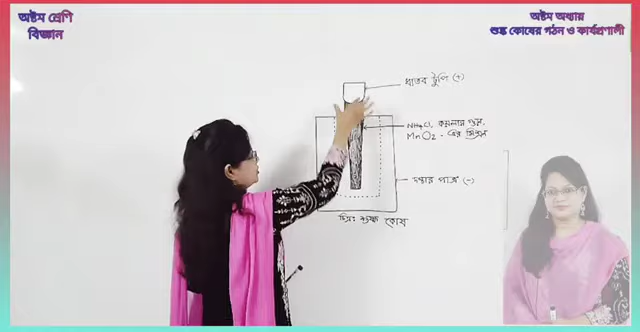 অষ্টম শ্রেণি
বিজ্ঞান
অষ্টম অধ্যায়
শুষ্ক কোষের গঠন ও কার্যপ্রণালী
ধাতব টুপি (+)
NH₄Cl, কয়লার গুঁড়া,
MnO₂ - এর মিশ্রণ
দস্তার পাত্র (-)
চিত্র: শুষ্ক কোষ